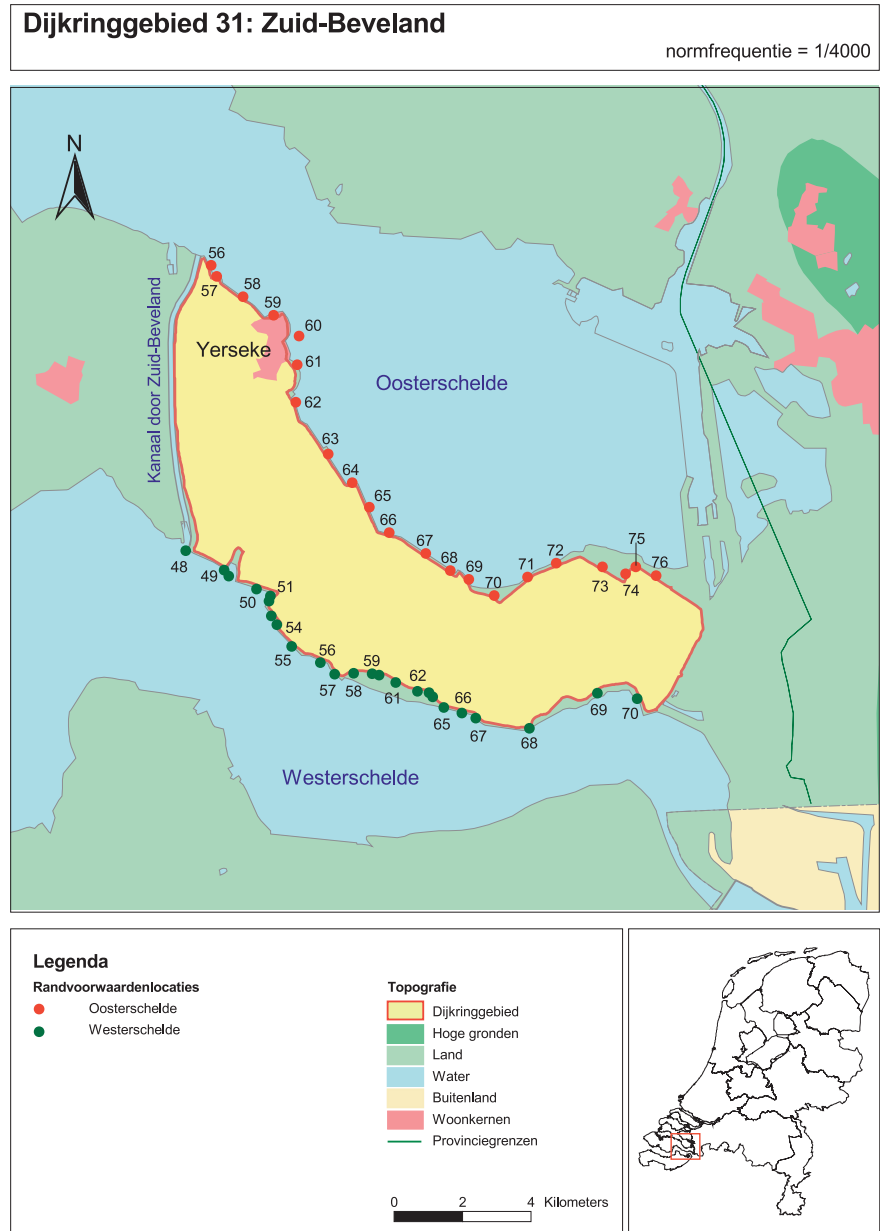 Dijkringgebied 31: Zuid-Beveland
normfrequentie = 1/4000
N
56
57
58
59
60
Yerseke
61
Kanaal door Zuid-Beveland
Oosterschelde
62
63
64
65
66
67
68
69
70
71
72
73
74
75
76
48
49
50
51
54
55
56
57
58
59
61
62
65
66
67
68
69
70
Westerschelde
Legenda
Randvoorwaardenlocaties
Oosterschelde
Westerschelde
Topografie
Dijkringgebied
Hoge gronden
Land
Water
Buitenland
Woonkernen
Provinciegrenzen
0 2 4 Kilometers